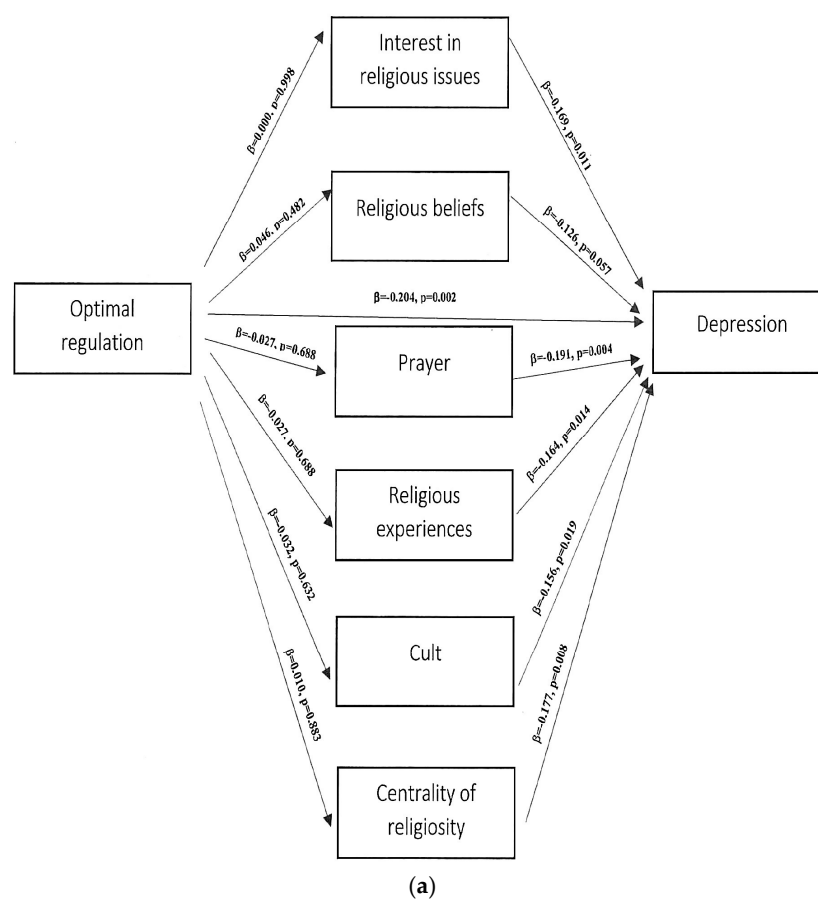 Interest in
religious issues
β=0.000. p=0.998
β=-0.169, p=0.011
Religious beliefs
β=0.046. p=0.482
β=-0.126, p=0.057
Optimal
regulation
β=-0.204, p=0.002
Depression
β=-0.027. p=0.688
Prayer
β=-0.191, p=0.004
β=-0.027. p=0.688
Religious
experiences
β=-0.164, p=0.014
β=-0.032, p=0.632
Cult
β=-0.156, p=0.019
β=0.010, p=0.883
Centrality of
religiosity
β=-0.177, p=0.008
(a)